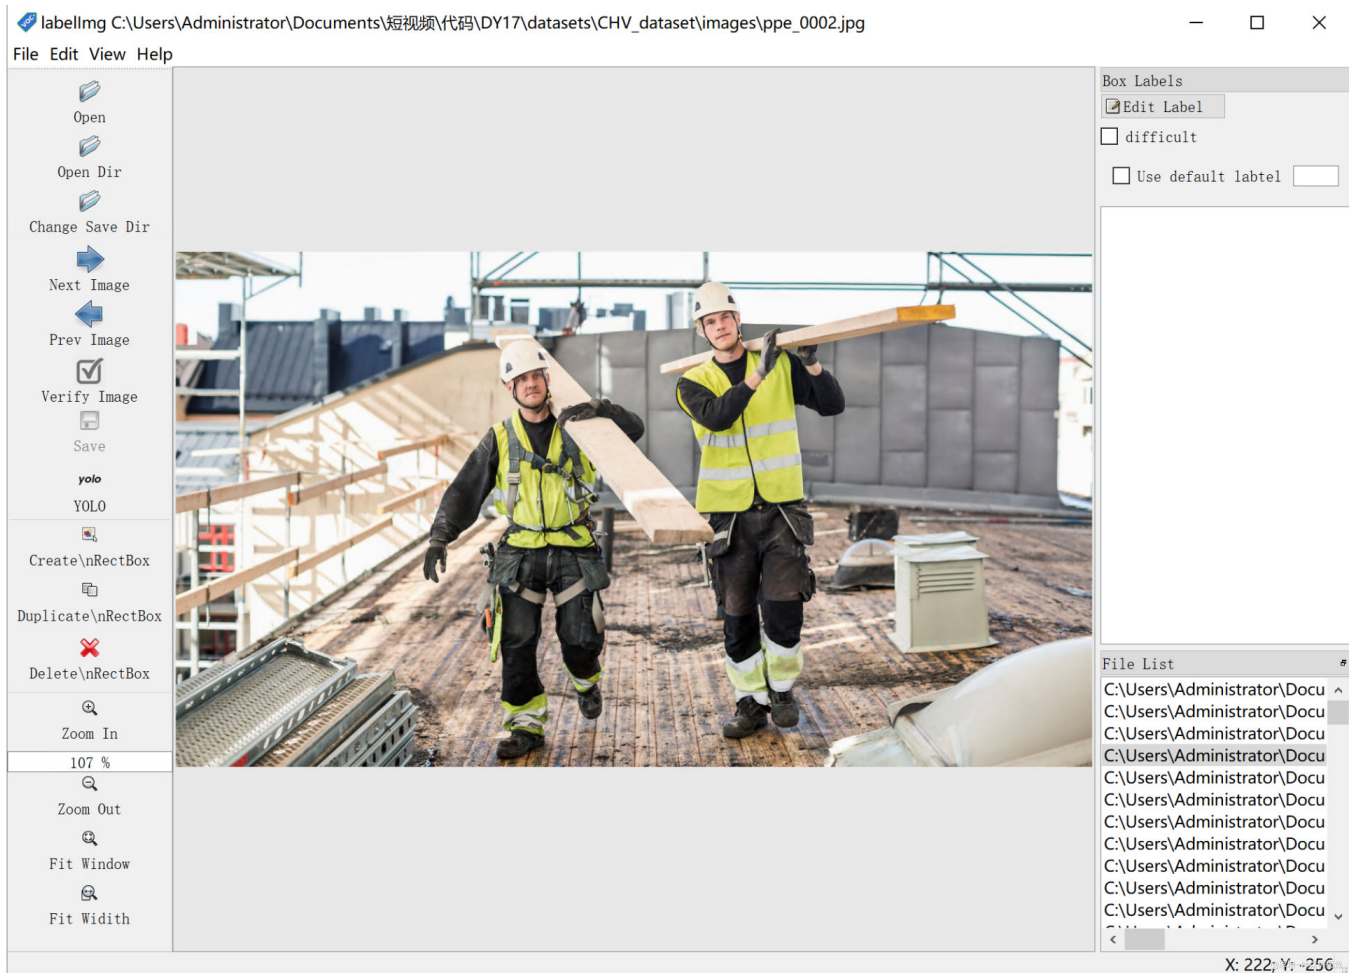 labelImg C:\Users\Administrator\Documents\短视频\代码\DY17\datasets\CHV_dataset\images\ppe_0002.jpg
File Edit View Help
Open
Open Dir
Change Save Dir
Next Image
Prev Image
Verify Image
Save
yolo
YOLO
Create\nRectBox
Duplicate\nRectBox
Delete\nRectBox
Zoom In
107 %
Zoom Out
Fit Window
Fit Widith
Box Labels
Edit Label
difficult
Use default labtel
File List
C:\Users\Administrator\Docu
C:\Users\Administrator\Docu
C:\Users\Administrator\Docu
C:\Users\Administrator\Docu
C:\Users\Administrator\Docu
C:\Users\Administrator\Docu
C:\Users\Administrator\Docu
C:\Users\Administrator\Docu
C:\Users\Administrator\Docu
C:\Users\Administrator\Docu
C:\Users\Administrator\Docu
X: 222; Y: -256